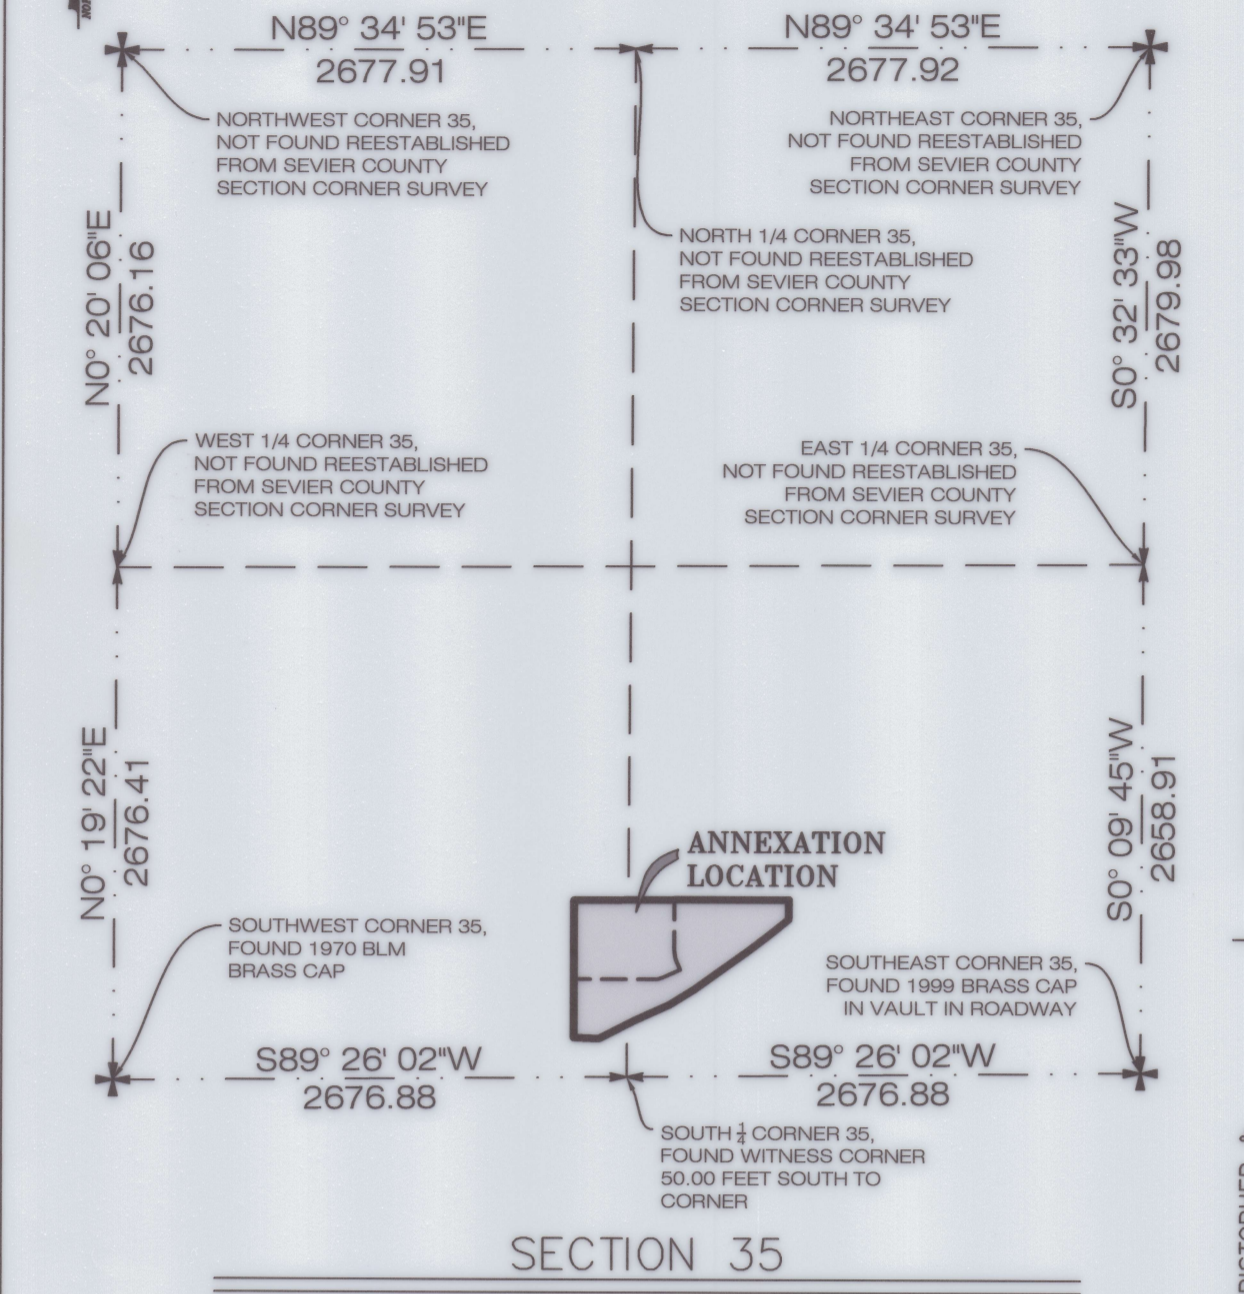 N89° 34' 53"E
2677.91
N89° 34' 53"E
2677.92
NORTHWEST CORNER 35,
NOT FOUND REESTABLISHED
FROM SEVIER COUNTY
SECTION CORNER SURVEY
NORTHEAST CORNER 35,
NOT FOUND REESTABLISHED
FROM SEVIER COUNTY
SECTION CORNER SURVEY
NORTH 1/4 CORNER 35,
NOT FOUND REESTABLISHED
FROM SEVIER COUNTY
SECTION CORNER SURVEY
N0° 20' 06"E
2676.16
S0° 32' 33"W
2679.98
WEST 1/4 CORNER 35,
NOT FOUND REESTABLISHED
FROM SEVIER COUNTY
SECTION CORNER SURVEY
EAST 1/4 CORNER 35,
NOT FOUND REESTABLISHED
FROM SEVIER COUNTY
SECTION CORNER SURVEY
N0° 19' 22"E
2676.41
S0° 09' 45"W
2658.91
ANNEXATION
LOCATION
SOUTHWEST CORNER 35,
FOUND 1970 BLM
BRASS CAP
SOUTHEAST CORNER 35,
FOUND 1999 BRASS CAP
IN VAULT IN ROADWAY
S89° 26' 02"W
2676.88
S89° 26' 02"W
2676.88
SOUTH 1/4 CORNER 35,
FOUND WITNESS CORNER
50.00 FEET SOUTH TO
CORNER
SECTION 35